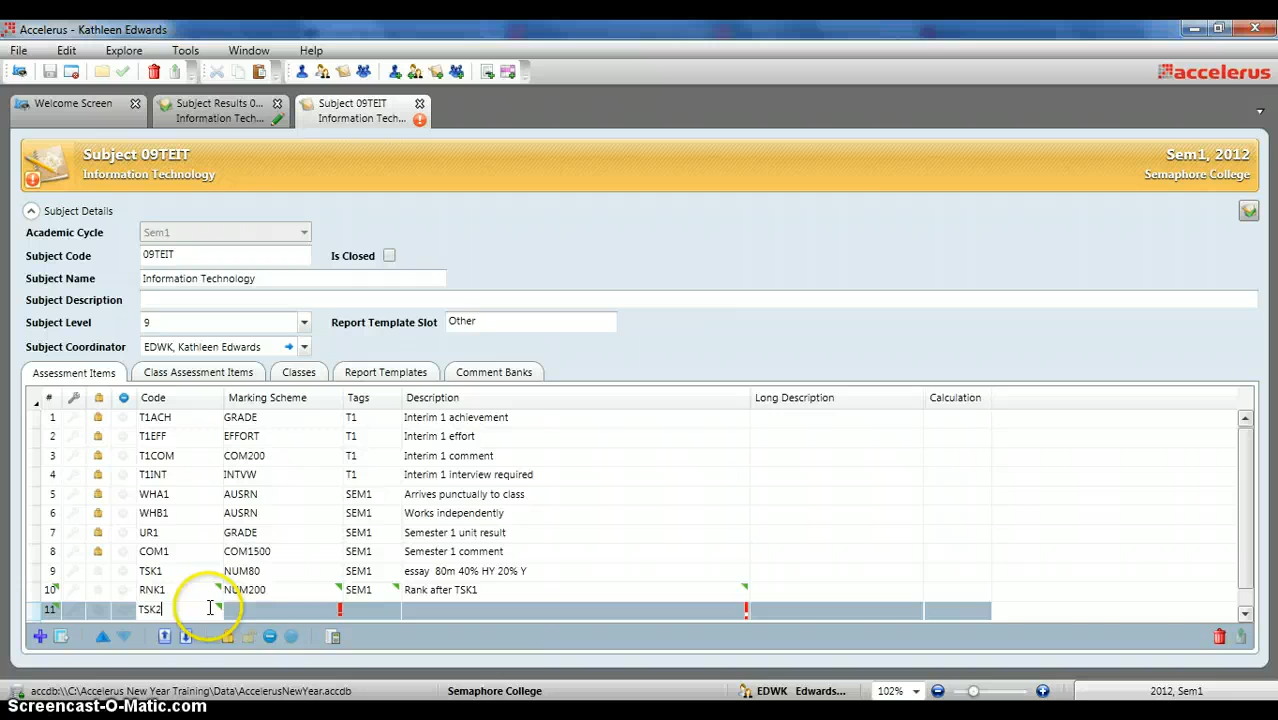 Accelerus - Kathleen Edwards
File Edit Explore Tools Window Help
accelerus
Welcome Screen
Subject Results 0...
Information Tech...
Subject 09TEIT
Information Tech...
Subject 09TEIT
Information Technology
Sem1, 2012
Semaphore College
Subject Details
Academic Cycle Sem1
Subject Code 09TEIT Is Closed
Subject Name Information Technology
Subject Description
Subject Level 9 Report Template Slot Other
Subject Coordinator EDWK, Kathleen Edwards
Assessment Items Class Assessment Items Classes Report Templates Comment Banks
# Code Marking Scheme Tags Description Long Description Calculation
1 T1ACH GRADE T1 Interim 1 achievement
2 T1EFF EFFORT T1 Interim 1 effort
3 T1COM COM200 T1 Interim 1 comment
4 T1INT INTVW T1 Interim 1 interview required
5 WHA1 AUSRN SEM1 Arrives punctually to class
6 WHB1 AUSRN SEM1 Works independently
7 UR1 GRADE SEM1 Semester 1 unit result
8 COM1 COM1500 SEM1 Semester 1 comment
9 TSK1 NUM80 SEM1 essay 80m 40% HY 20% Y
10 RNK1 NUM200 SEM1 Rank after TSK1
11 TSK2
accdb:\\C:\Accelerus New Year Training\Data\AccelerusNewYear.accdb Semaphore College EDWK Edwards... 102% 2012, Sem1
Screencast-O-Matic.com